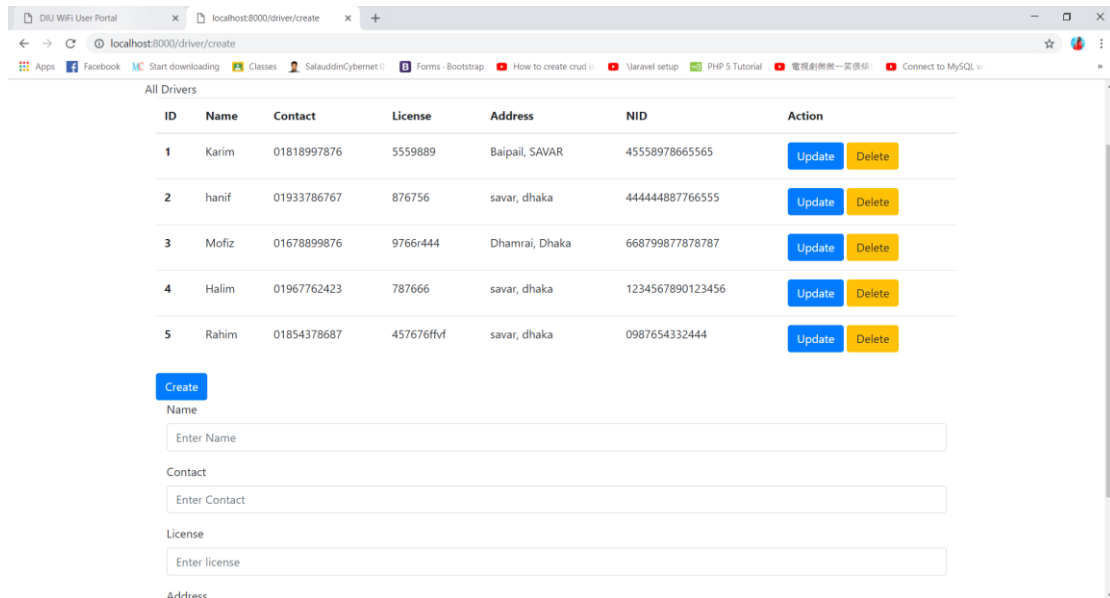 DIU WiFi User Portal localhost:8000/driver/create
localhost:8000/driver/create
Apps Facebook Start downloading Classes SalauddinCybernet Forms · Bootstrap How to create crud i \laravel setup PHP 5 Tutorial Connect to MySQL w
All Drivers
ID Name Contact License Address NID Action
1 Karim 01818997876 5559889 Baipail, SAVAR 45558978665565 Update Delete
2 hanif 01933786767 876756 savar, dhaka 444444887766555 Update Delete
3 Mofiz 01678899876 9766r444 Dhamrai, Dhaka 668799877878787 Update Delete
4 Halim 01967762423 787666 savar, dhaka 1234567890123456 Update Delete
5 Rahim 01854378687 457676ffvf savar, dhaka 0987654332444 Update Delete
Create
Name
Enter Name
Contact
Enter Contact
License
Enter license
Address